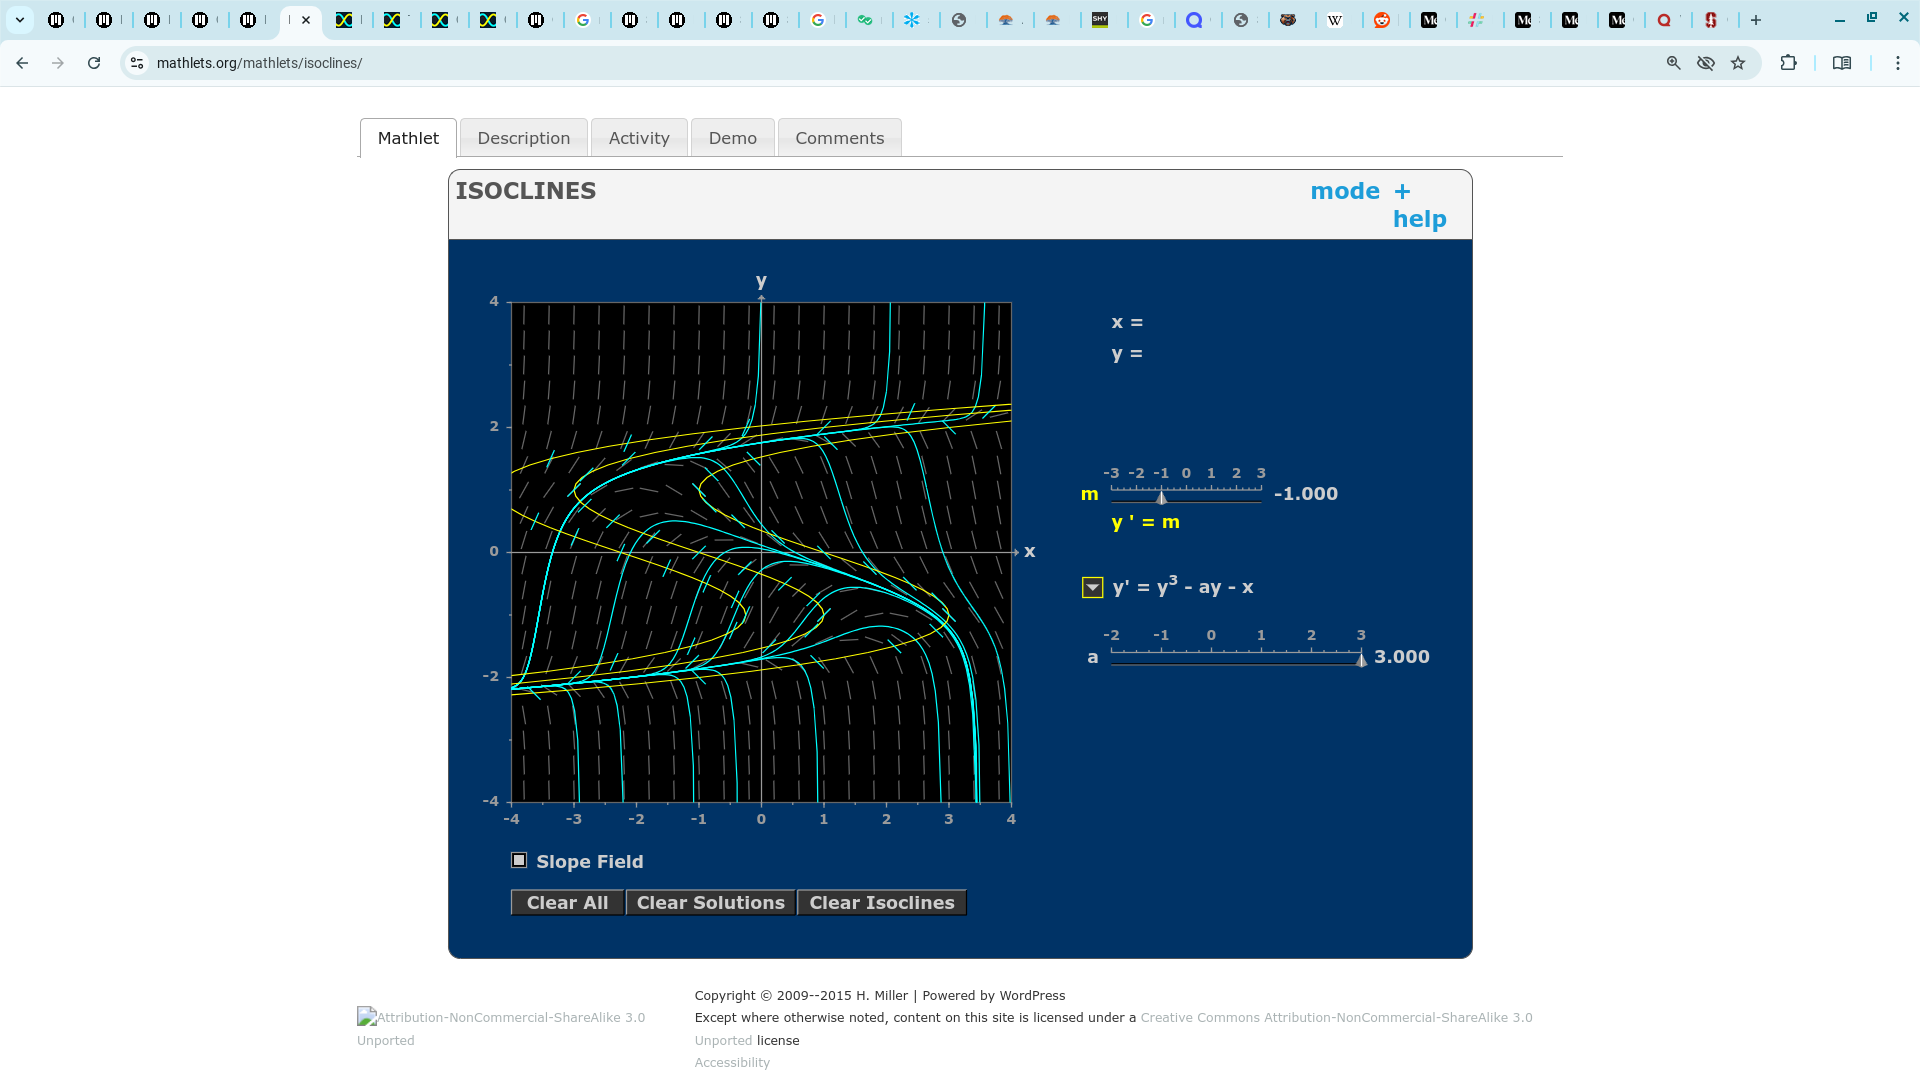 mathlets.org/mathlets/isoclines/
Mathlet
Description
Activity
Demo
Comments
ISOCLINES
mode + help
y
4
2
0
-2
-4
x
-4 -3 -2 -1 0 1 2 3 4
x =
y =
-3 -2 -1 0 1 2 3
m -1.000
y ' = m
y' = y³ - ay - x
-2 -1 0 1 2 3
a 3.000
Slope Field
Clear All
Clear Solutions
Clear Isoclines
Attribution-NonCommercial-ShareAlike 3.0
Unported
Copyright © 2009--2015 H. Miller | Powered by WordPress
Except where otherwise noted, content on this site is licensed under a Creative Commons Attribution-NonCommercial-ShareAlike 3.0
Unported license
Accessibility